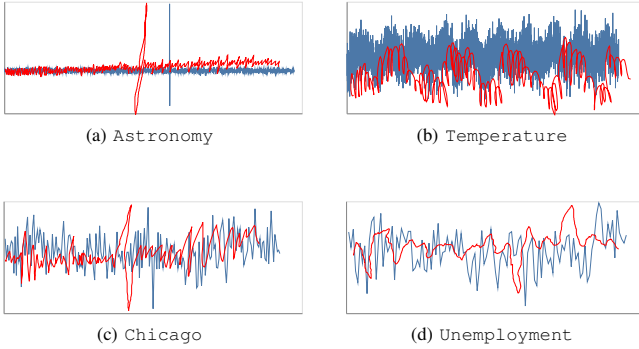 (a) Astronomy
(b) Temperature
(c) Chicago
(d) Unemployment